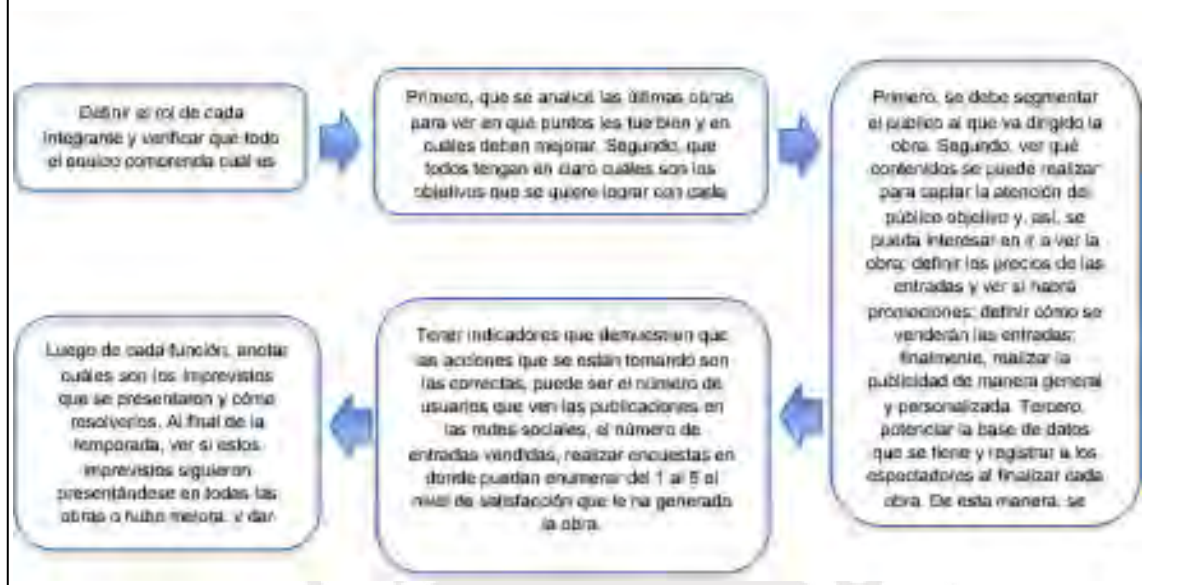 Definir el rol de cada
integrante y verificar que todo
el equipo comprenda cuál es
Primero, que se analice las últimas obras
para ver en qué puntos les fue bien y en
cuáles deben mejorar. Segundo, que
todos tengan en claro cuáles son los
objetivos que se quiere lograr con cada
Primero, se debe segmentar
el público al que va dirigido la
obra. Segundo, ver qué
contenidos se puede realizar
para captar la atención del
público objetivo y, así, se
pueda interesar en ir a ver la
obra; definir los precios de las
entradas y ver si habrá
promociones; definir cómo se
venderán las entradas;
finalmente, realizar la
publicidad de manera general
y personalizada. Tercero,
potenciar la base de datos
que se tiene y registrar a los
espectadores al finalizar cada
obra. De esta manera, se
Tener indicadores que demuestren que
las acciones que se están tomando son
las correctas, puede ser el número de
usuarios que ven las publicaciones en
las redes sociales, el número de
entradas vendidas, realizar encuestas en
donde puedan enumerar del 1 al 5 el
nivel de satisfacción que le ha generado
la obra.
Luego de cada función, anotar
cuáles son los imprevistos
que se presentaron y cómo
resolverlos. Al final de la
temporada, ver si estos
imprevistos siguieron
presentándose en todas las
obras o hubo mejora, y dar